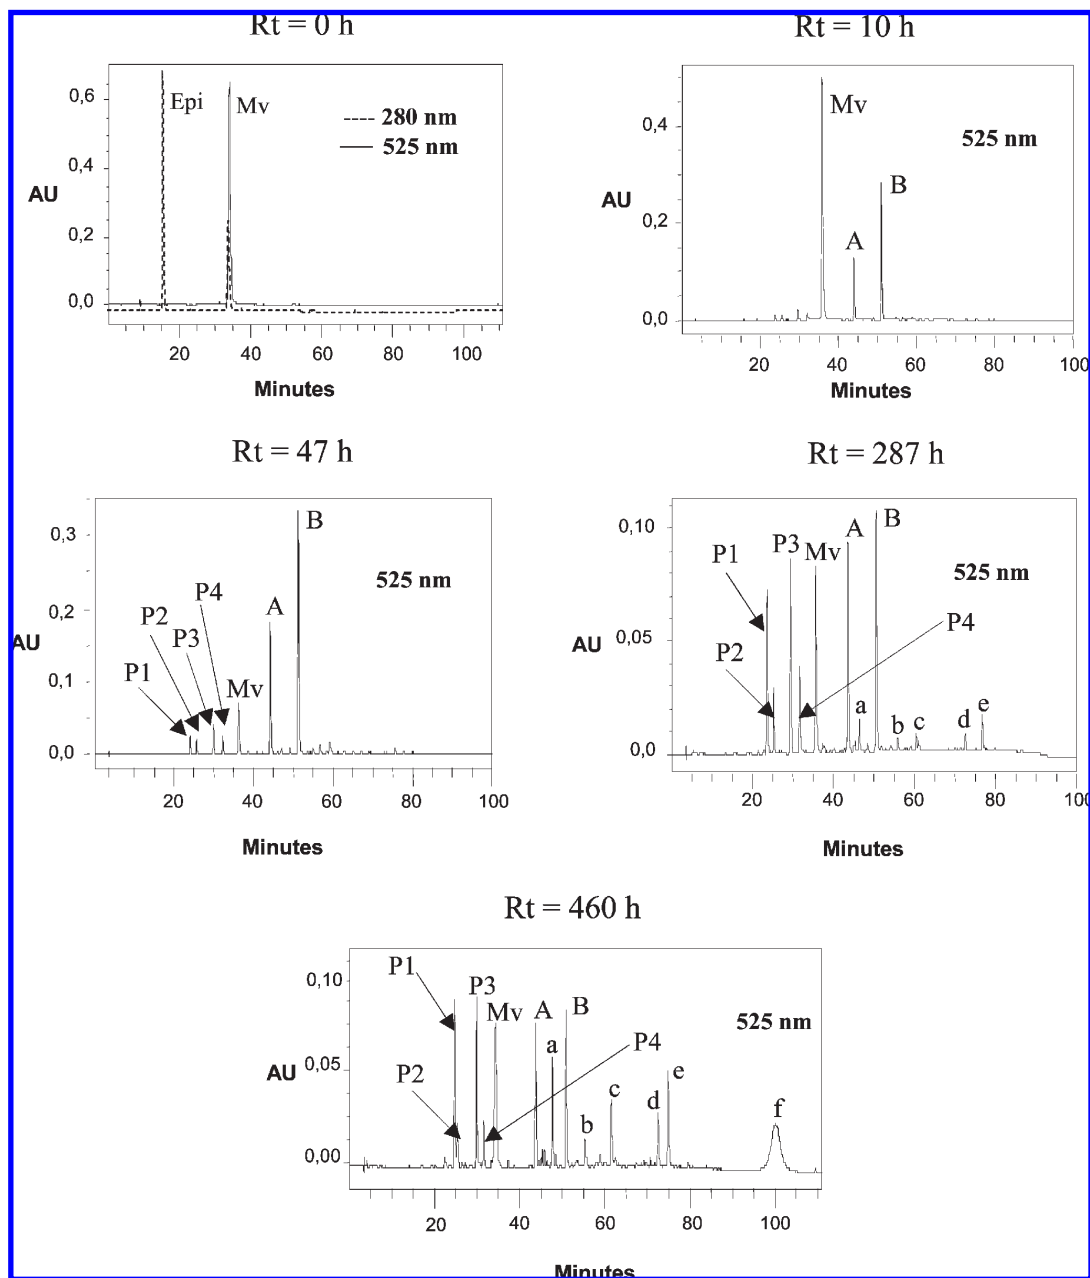 Rt = 0 h
0,6
0,4
0,2
0,0
AU
Epi
Mv
280 nm
525 nm
20 40 60 80 100
Minutes
Rt = 10 h
0,4
0,2
0,0
AU
Mv
A
B
525 nm
20 40 60 80 100
Minutes
Rt = 47 h
0,3
0,2
0,1
0,0
AU
P1
P2
P3
P4
Mv
A
B
525 nm
20 40 60 80 100
Minutes
Rt = 287 h
0,10
0,05
0,0
AU
P1
P2
P3
Mv
A
B
P4
a
b
c
d
e
525 nm
20 40 60 80 100
Minutes
Rt = 460 h
0,10
0,05
0,00
AU
P1
P2
P3
Mv
A
a
B
P4
b
c
d
e
f
525 nm
20 40 60 80 100
Minutes